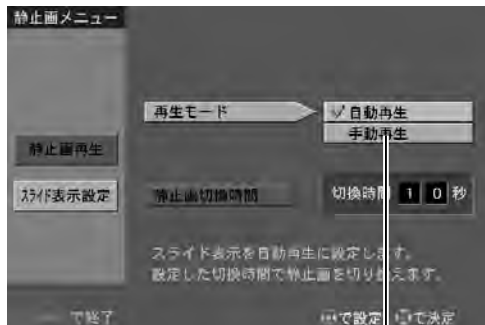 静止画メニュー
再生モード
✓自動再生
手動再生
静止画再生
スライド表示設定
静止画切換時間
切換時間 10秒
スライド表示を自動再生に設定します。
設定した切換時間で静止画を切り換えます。
で終了
で設定
で決定